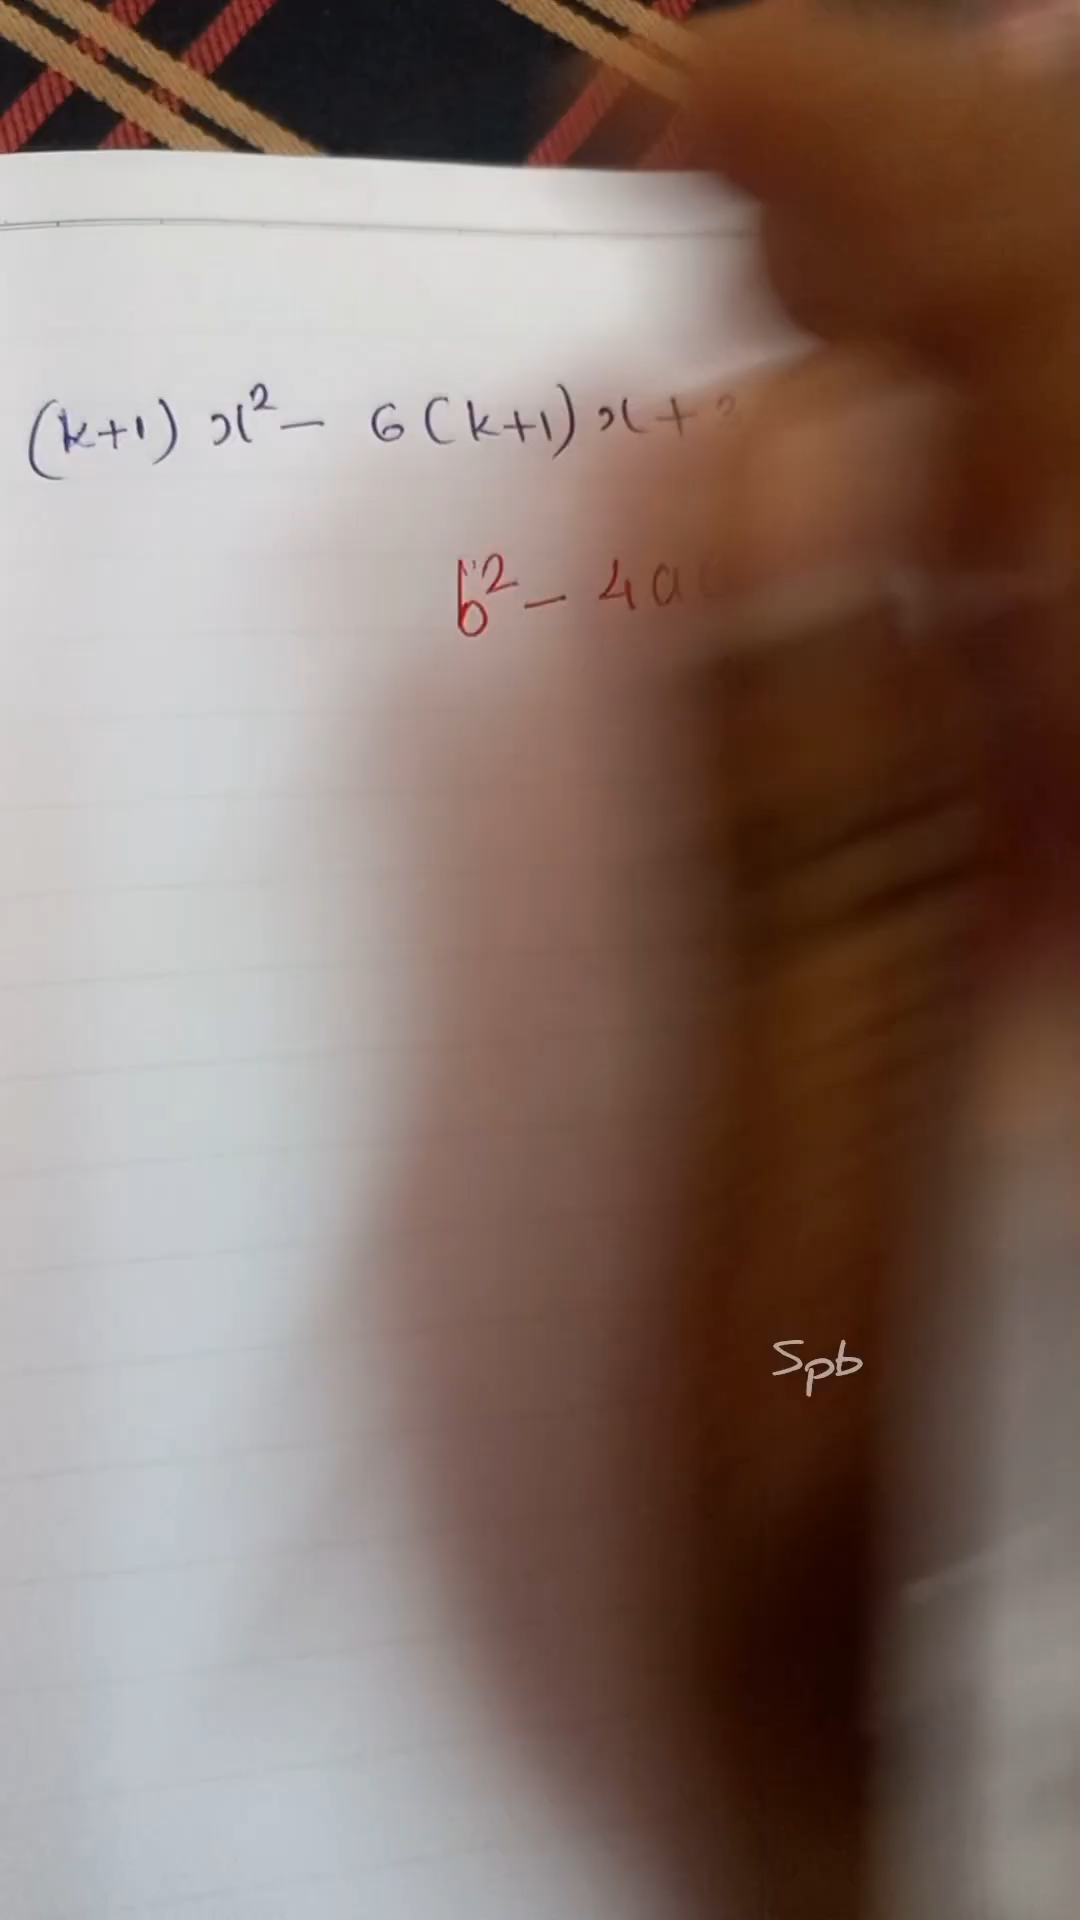 (k+1) x² - 6(k+1)x +
b² - 4a
Spb